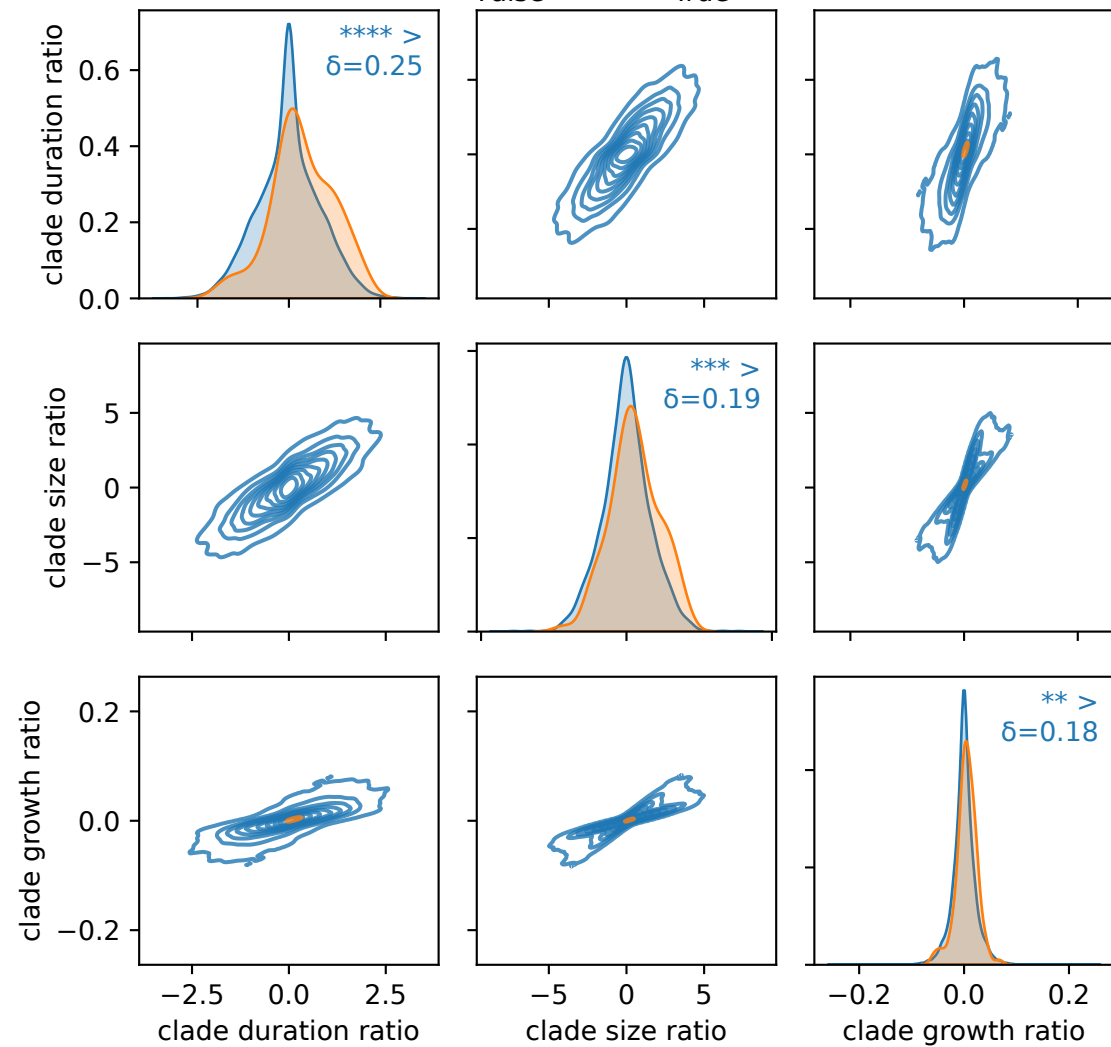 clade duration ratio
0.6
0.4
0.2
0.0
**** >
δ=0.25
clade size ratio
5
0
−5
*** >
δ=0.19
clade growth ratio
0.2
0.0
−0.2
** >
δ=0.18
−2.5 0.0 2.5
−5 0 5
−0.2 0.0 0.2
clade duration ratio
clade size ratio
clade growth ratio